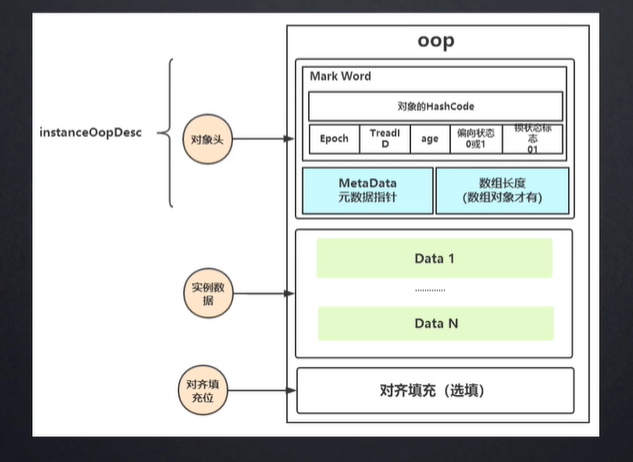 oop
Mark Word
对象的HashCode
Epoch
TreadI
D
age
偏向状态
0或1
锁状态标
志
01
instanceOopDesc
对象头
MetaData
元数据指针
数组长度
(数组对象才有)
Data 1
.............
实例数
据
Data N
对齐填
充位
对齐填充（选填）